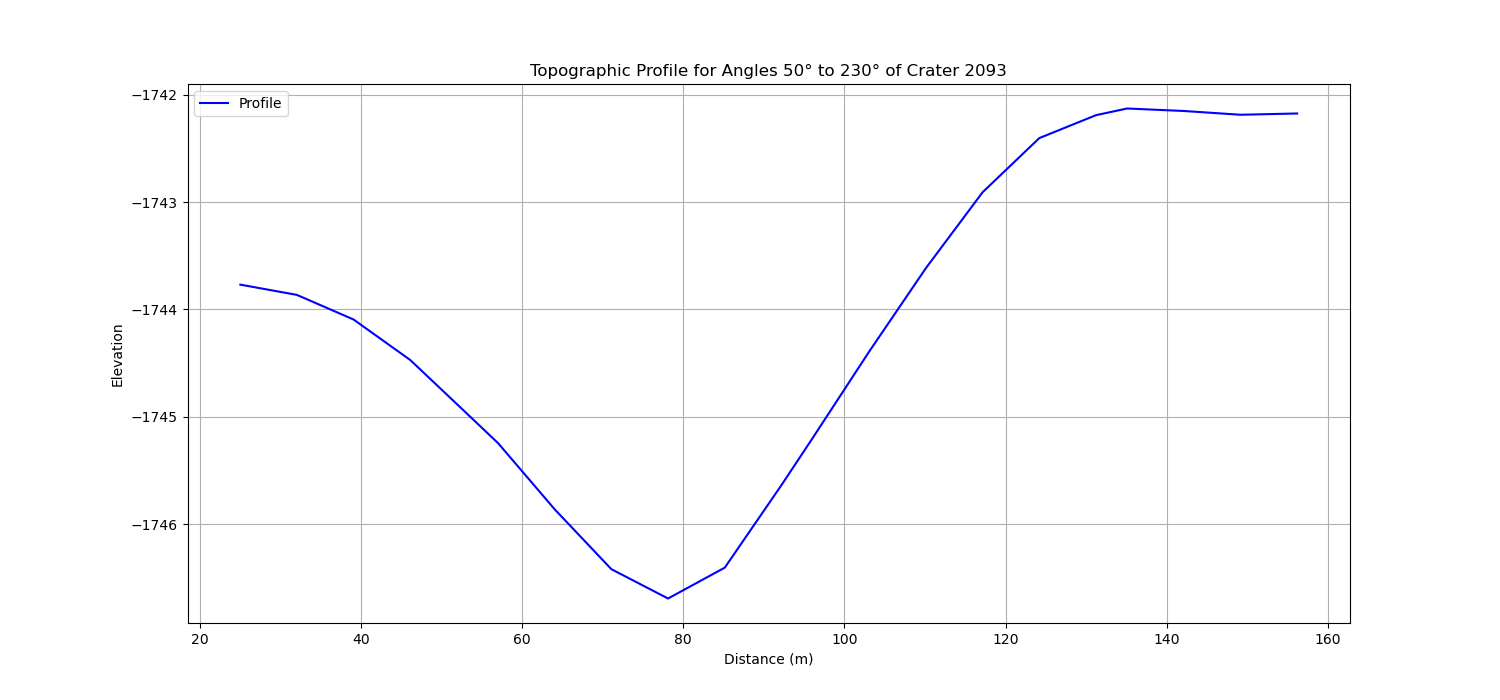 Topographic Profile for Angles 50° to 230° of Crater 2093
Profile
−1742
−1743
−1744
−1745
−1746
Elevation
20 40 60 80 100 120 140 160
Distance (m)